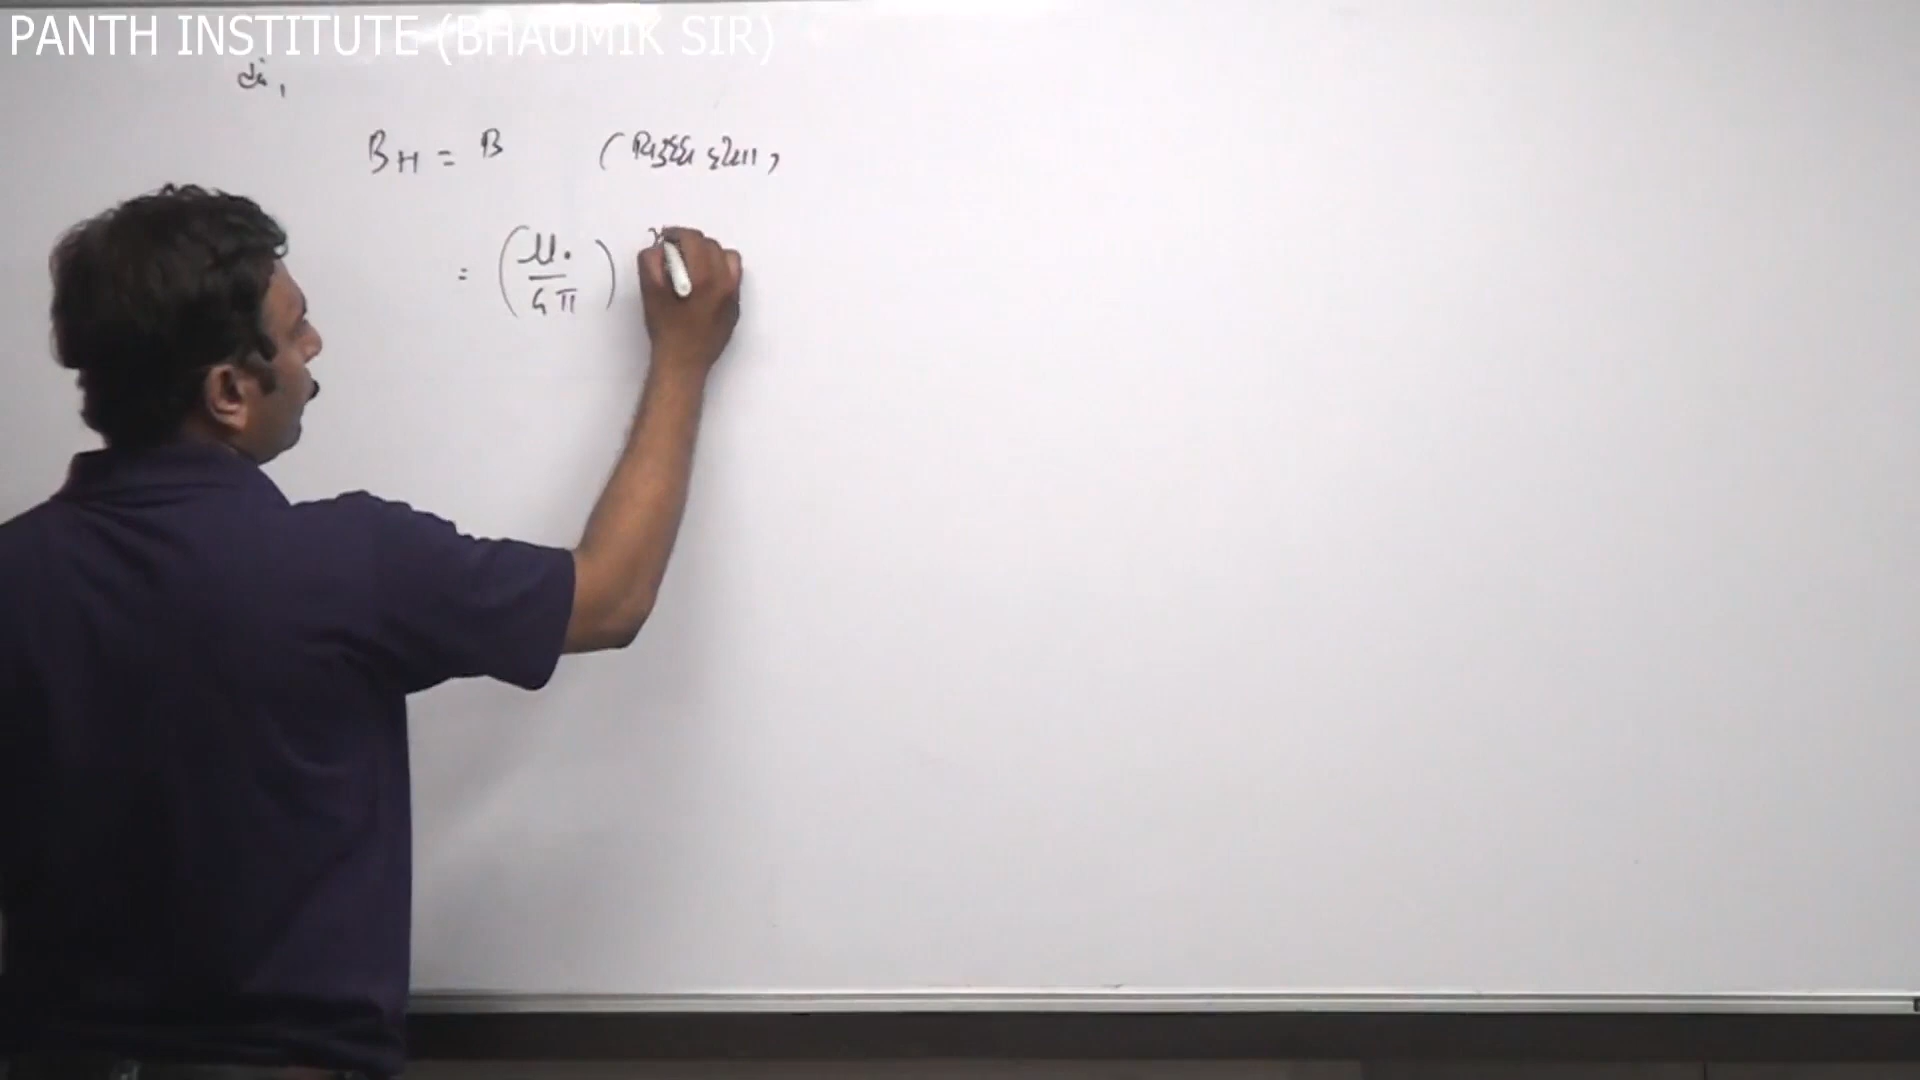 PANTH INSTITUTE (BHAUMIK SIR)
B_H = B (વિરુદ્ધ દિશા)
= (μ₀/4π)